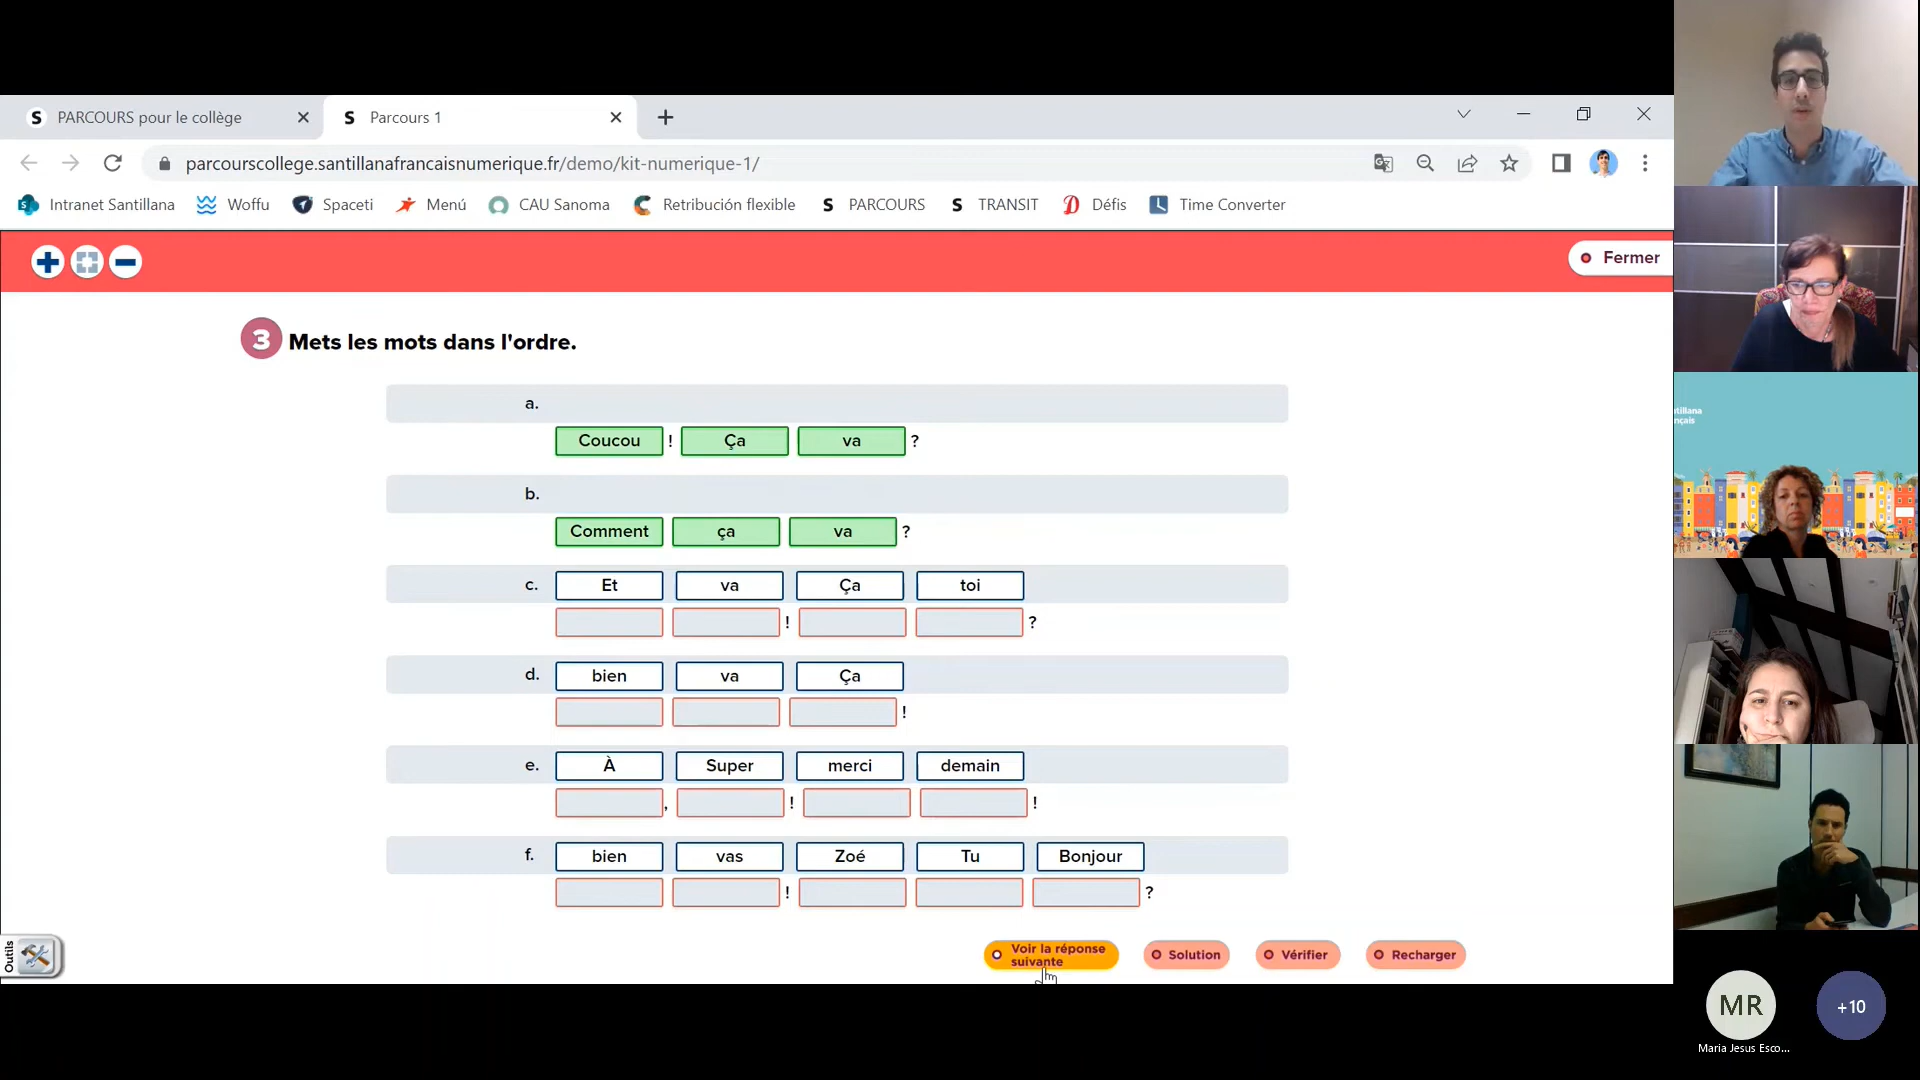 PARCOURS pour le collège
Parcours 1
parcourscollege.santillanafrancaisnumerique.fr/demo/kit-numerique-1/
Intranet Santillana Woffu Spaceti Menú CAU Sanoma Retribución flexible PARCOURS TRANSIT Défis Time Converter
Fermer
3 Mets les mots dans l'ordre.
a.
Coucou ! Ça va ?
b.
Comment ça va ?
c. Et va Ça toi
! ?
d. bien va Ça
!
e. À Super merci demain
, ! !
f. bien vas Zoé Tu Bonjour
! ?
Outils
Voir la réponse
suivante
Solution
Vérifier
Recharger
MR
+10
Maria Jesus Esco...